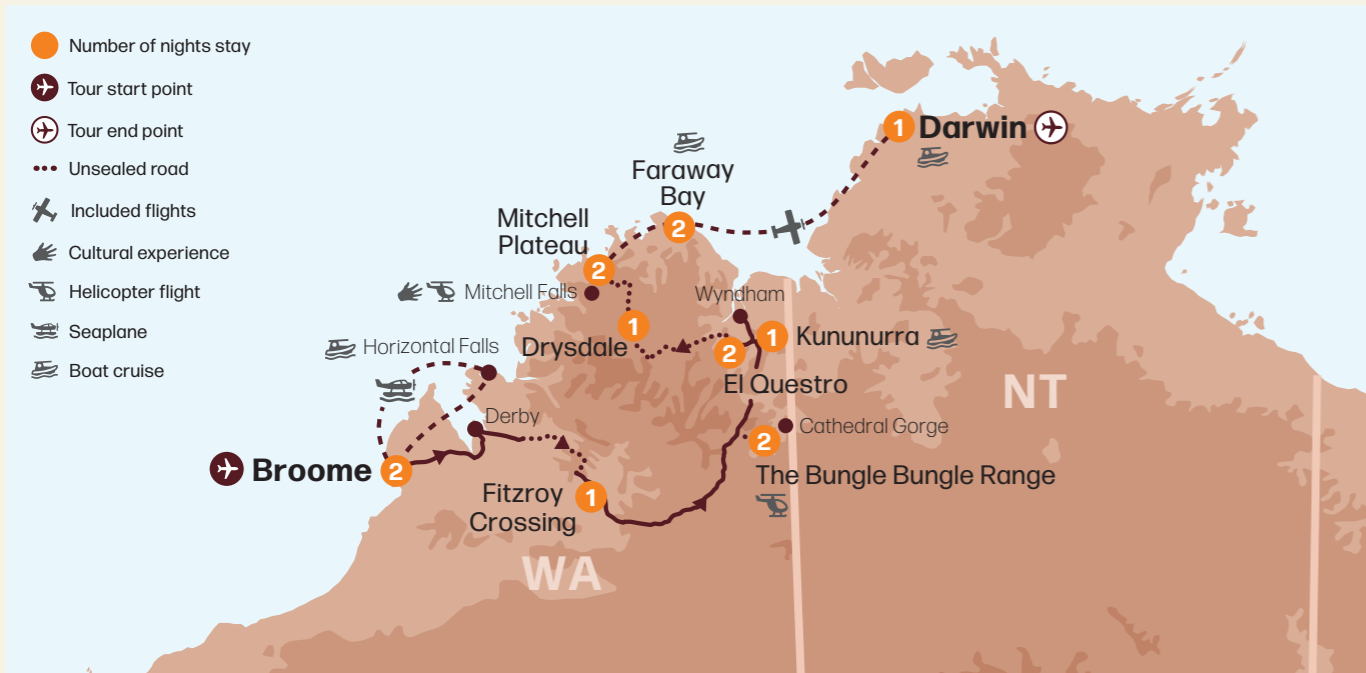 Number of nights stay
Tour start point
Tour end point
Unsealed road
Included flights
Cultural experience
Helicopter flight
Seaplane
Boat cruise
1 Darwin
Faraway
Bay
2
Mitchell
Plateau
2
Mitchell Falls
Wyndham
1
Drysdale
1 Kununurra
2
El Questro
Horizontal Falls
NT
Derby
Cathedral Gorge
2
The Bungle Bungle Range
Broome 2
Fitzroy
Crossing
1
WA